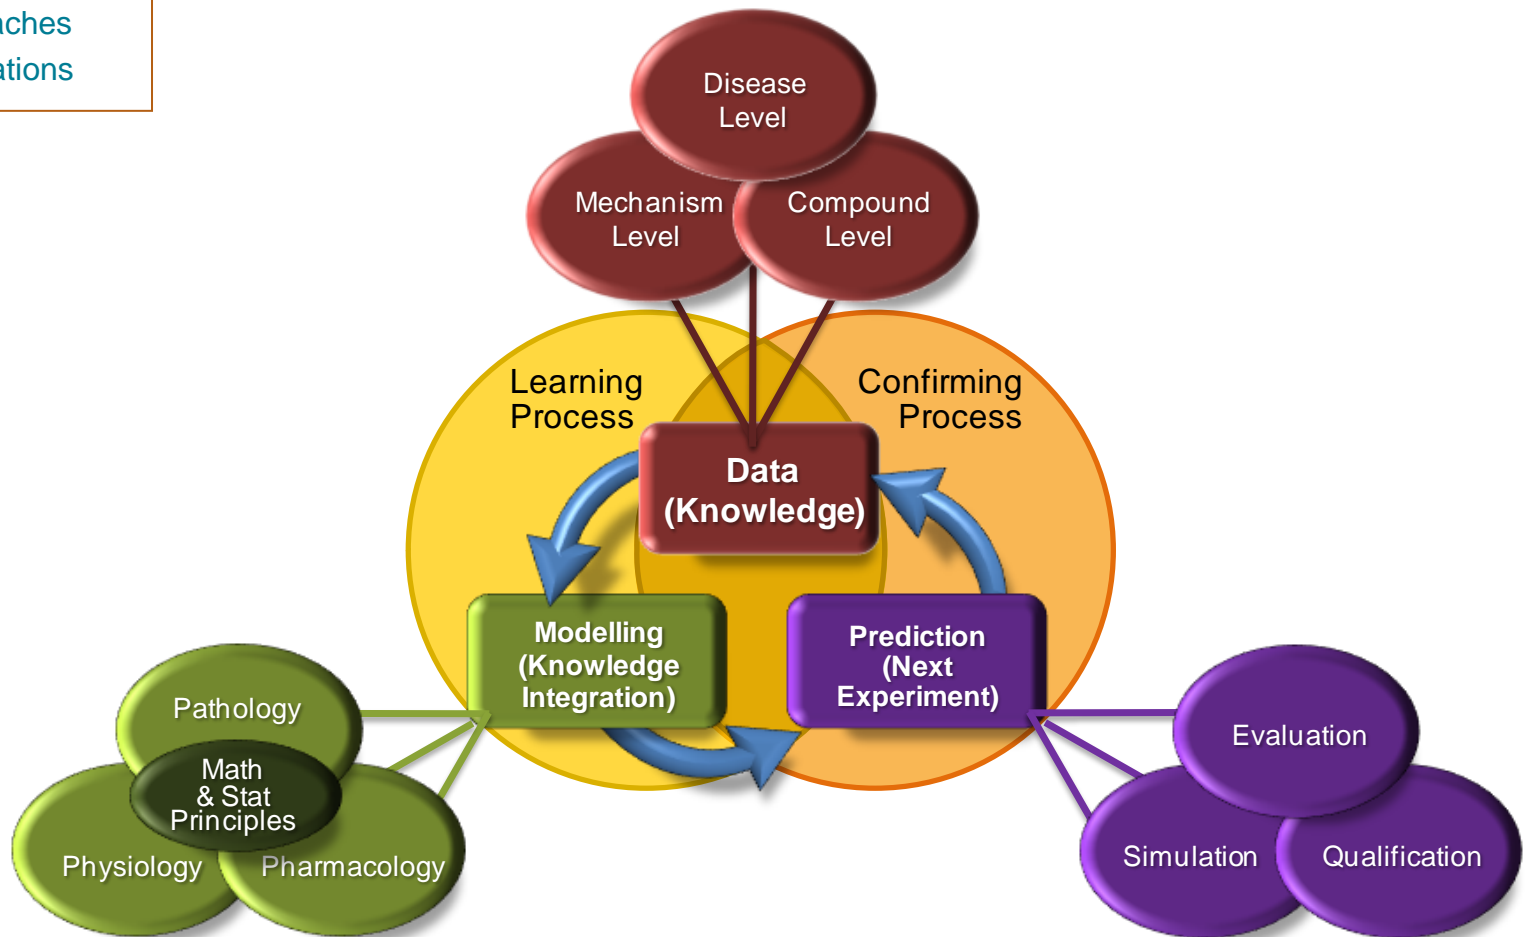 aches
ations
Disease
Level
Mechanism
Level
Compound
Level
Learning
Process
Confirming
Process
Data
(Knowledge)
Modelling
(Knowledge
Integration)
Prediction
(Next
Experiment)
Pathology
Math
& Stat
Principles
Physiology
Pharmacology
Evaluation
Simulation
Qualification